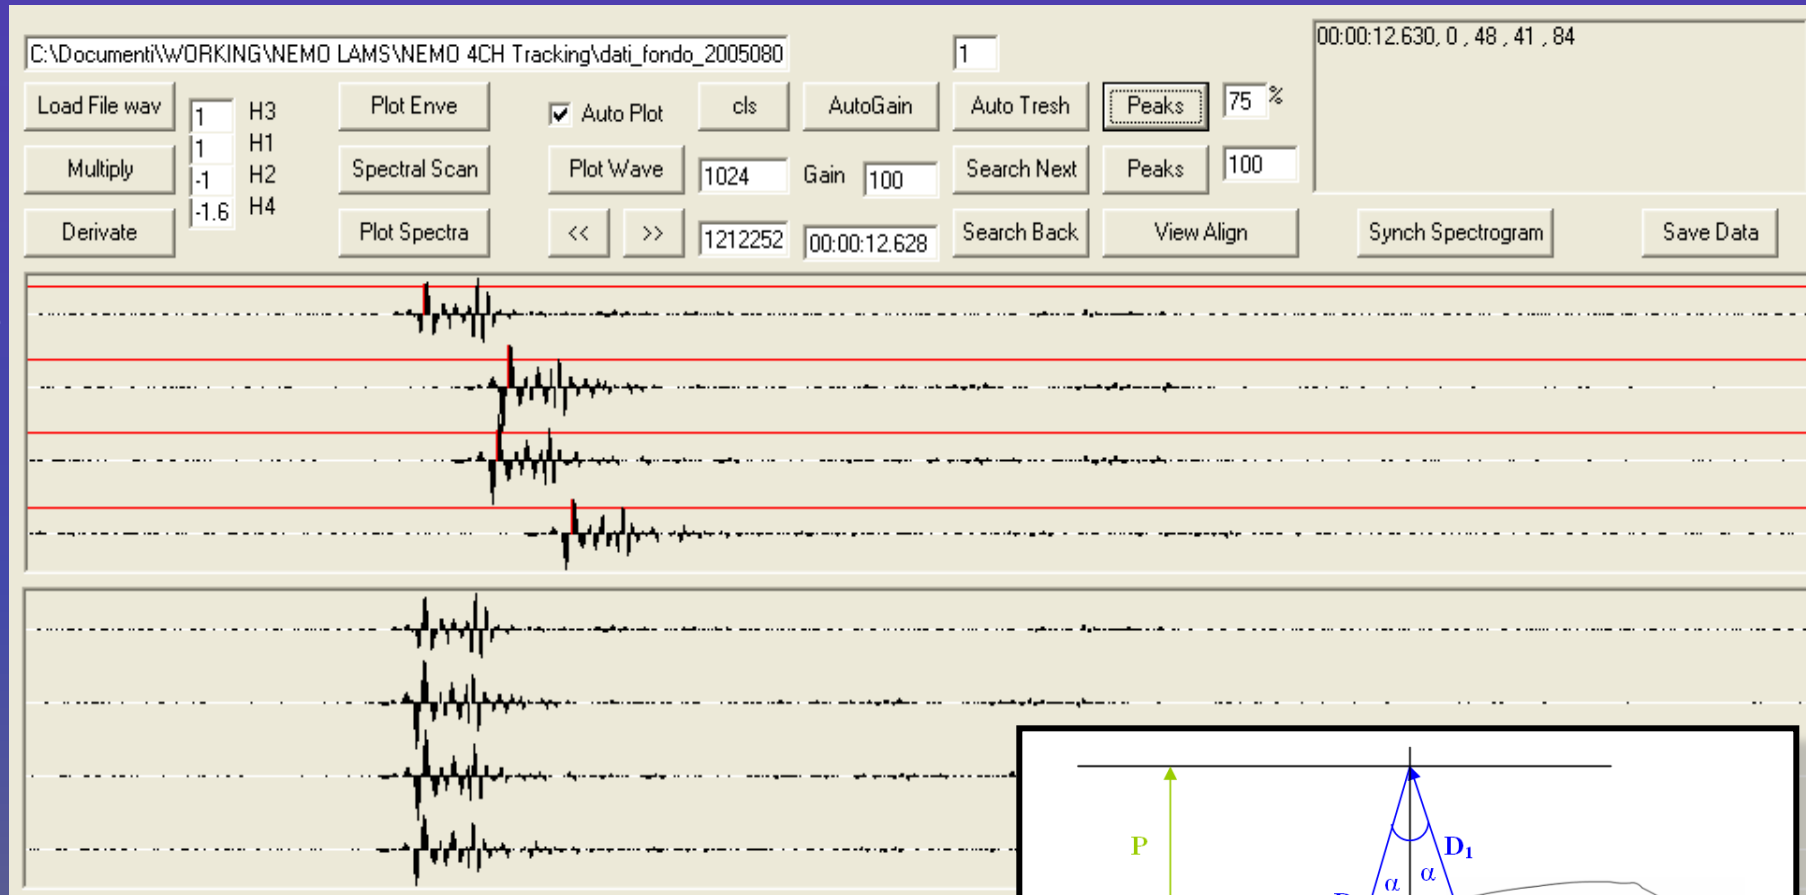 C:\Documenti\WORKING\NEMO LAMS\NEMO 4CH Tracking\dati_fondo_2005080
1
00:00:12.630, 0 , 48 , 41 , 84
Load File wav
1
H3
Plot Enve
Auto Plot
cls
AutoGain
Auto Tresh
Peaks
75
%
1
H1
Multiply
-1
H2
Spectral Scan
Plot Wave
1024
Gain
100
Search Next
Peaks
100
-1.6
H4
Derivate
Plot Spectra
<<
>>
1212252
00:00:12.628
Search Back
View Align
Synch Spectrogram
Save Data
P
D₁
α
α